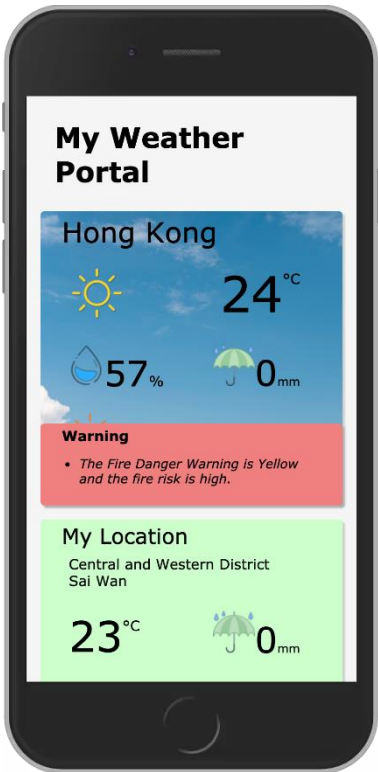 My Weather
Portal
Hong Kong
24°C
57%
0mm
Warning
• The Fire Danger Warning is Yellow
and the fire risk is high.
My Location
Central and Western District
Sai Wan
23°C
0mm